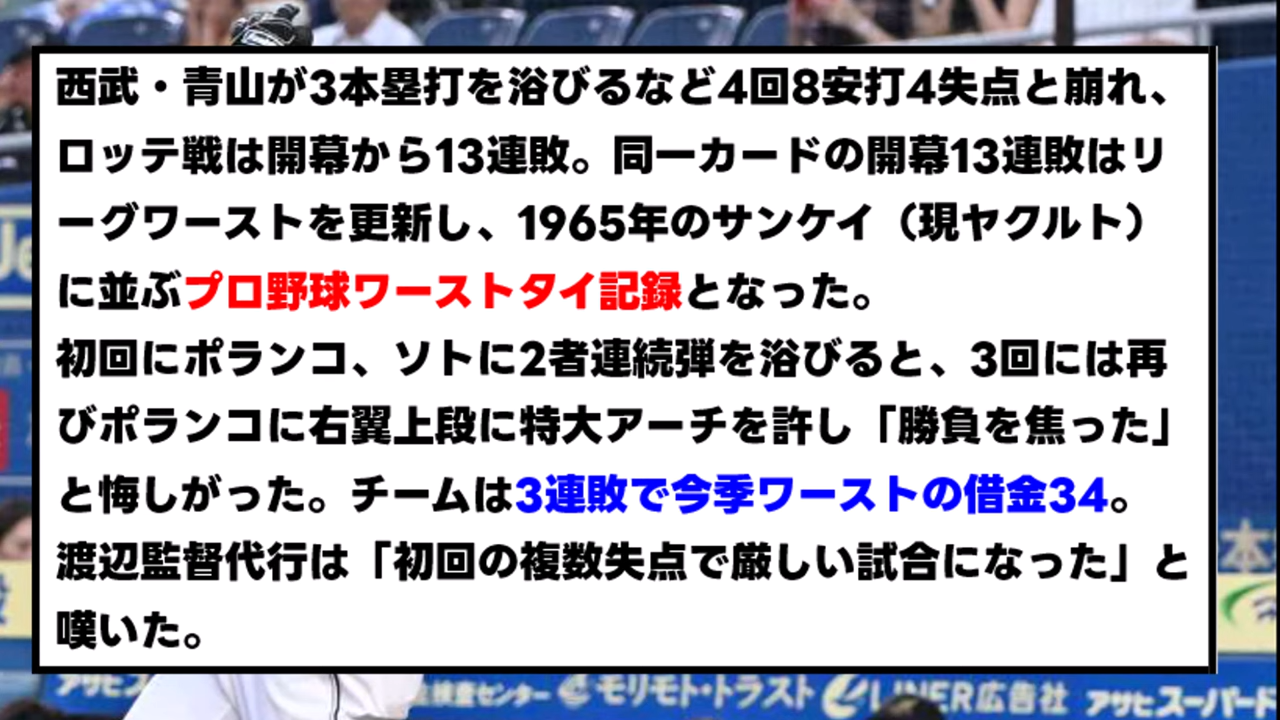 西武・青山が3本塁打を浴びるなど4回8安打4失点と崩れ、
ロッテ戦は開幕から13連敗。同一カードの開幕13連敗はリ
ーグワーストを更新し、1965年のサンケイ（現ヤクルト）
に並ぶプロ野球ワーストタイ記録となった。
初回にポランコ、ソトに2者連続弾を浴びると、3回には再
びポランコに右翼上段に特大アーチを許し「勝負を焦った」
と悔しがった。チームは3連敗で今季ワーストの借金34。
渡辺監督代行は「初回の複数失点で厳しい試合になった」と
嘆いた。
検査センター モリモト・トラスト LINER広告社 アサヒスーパード